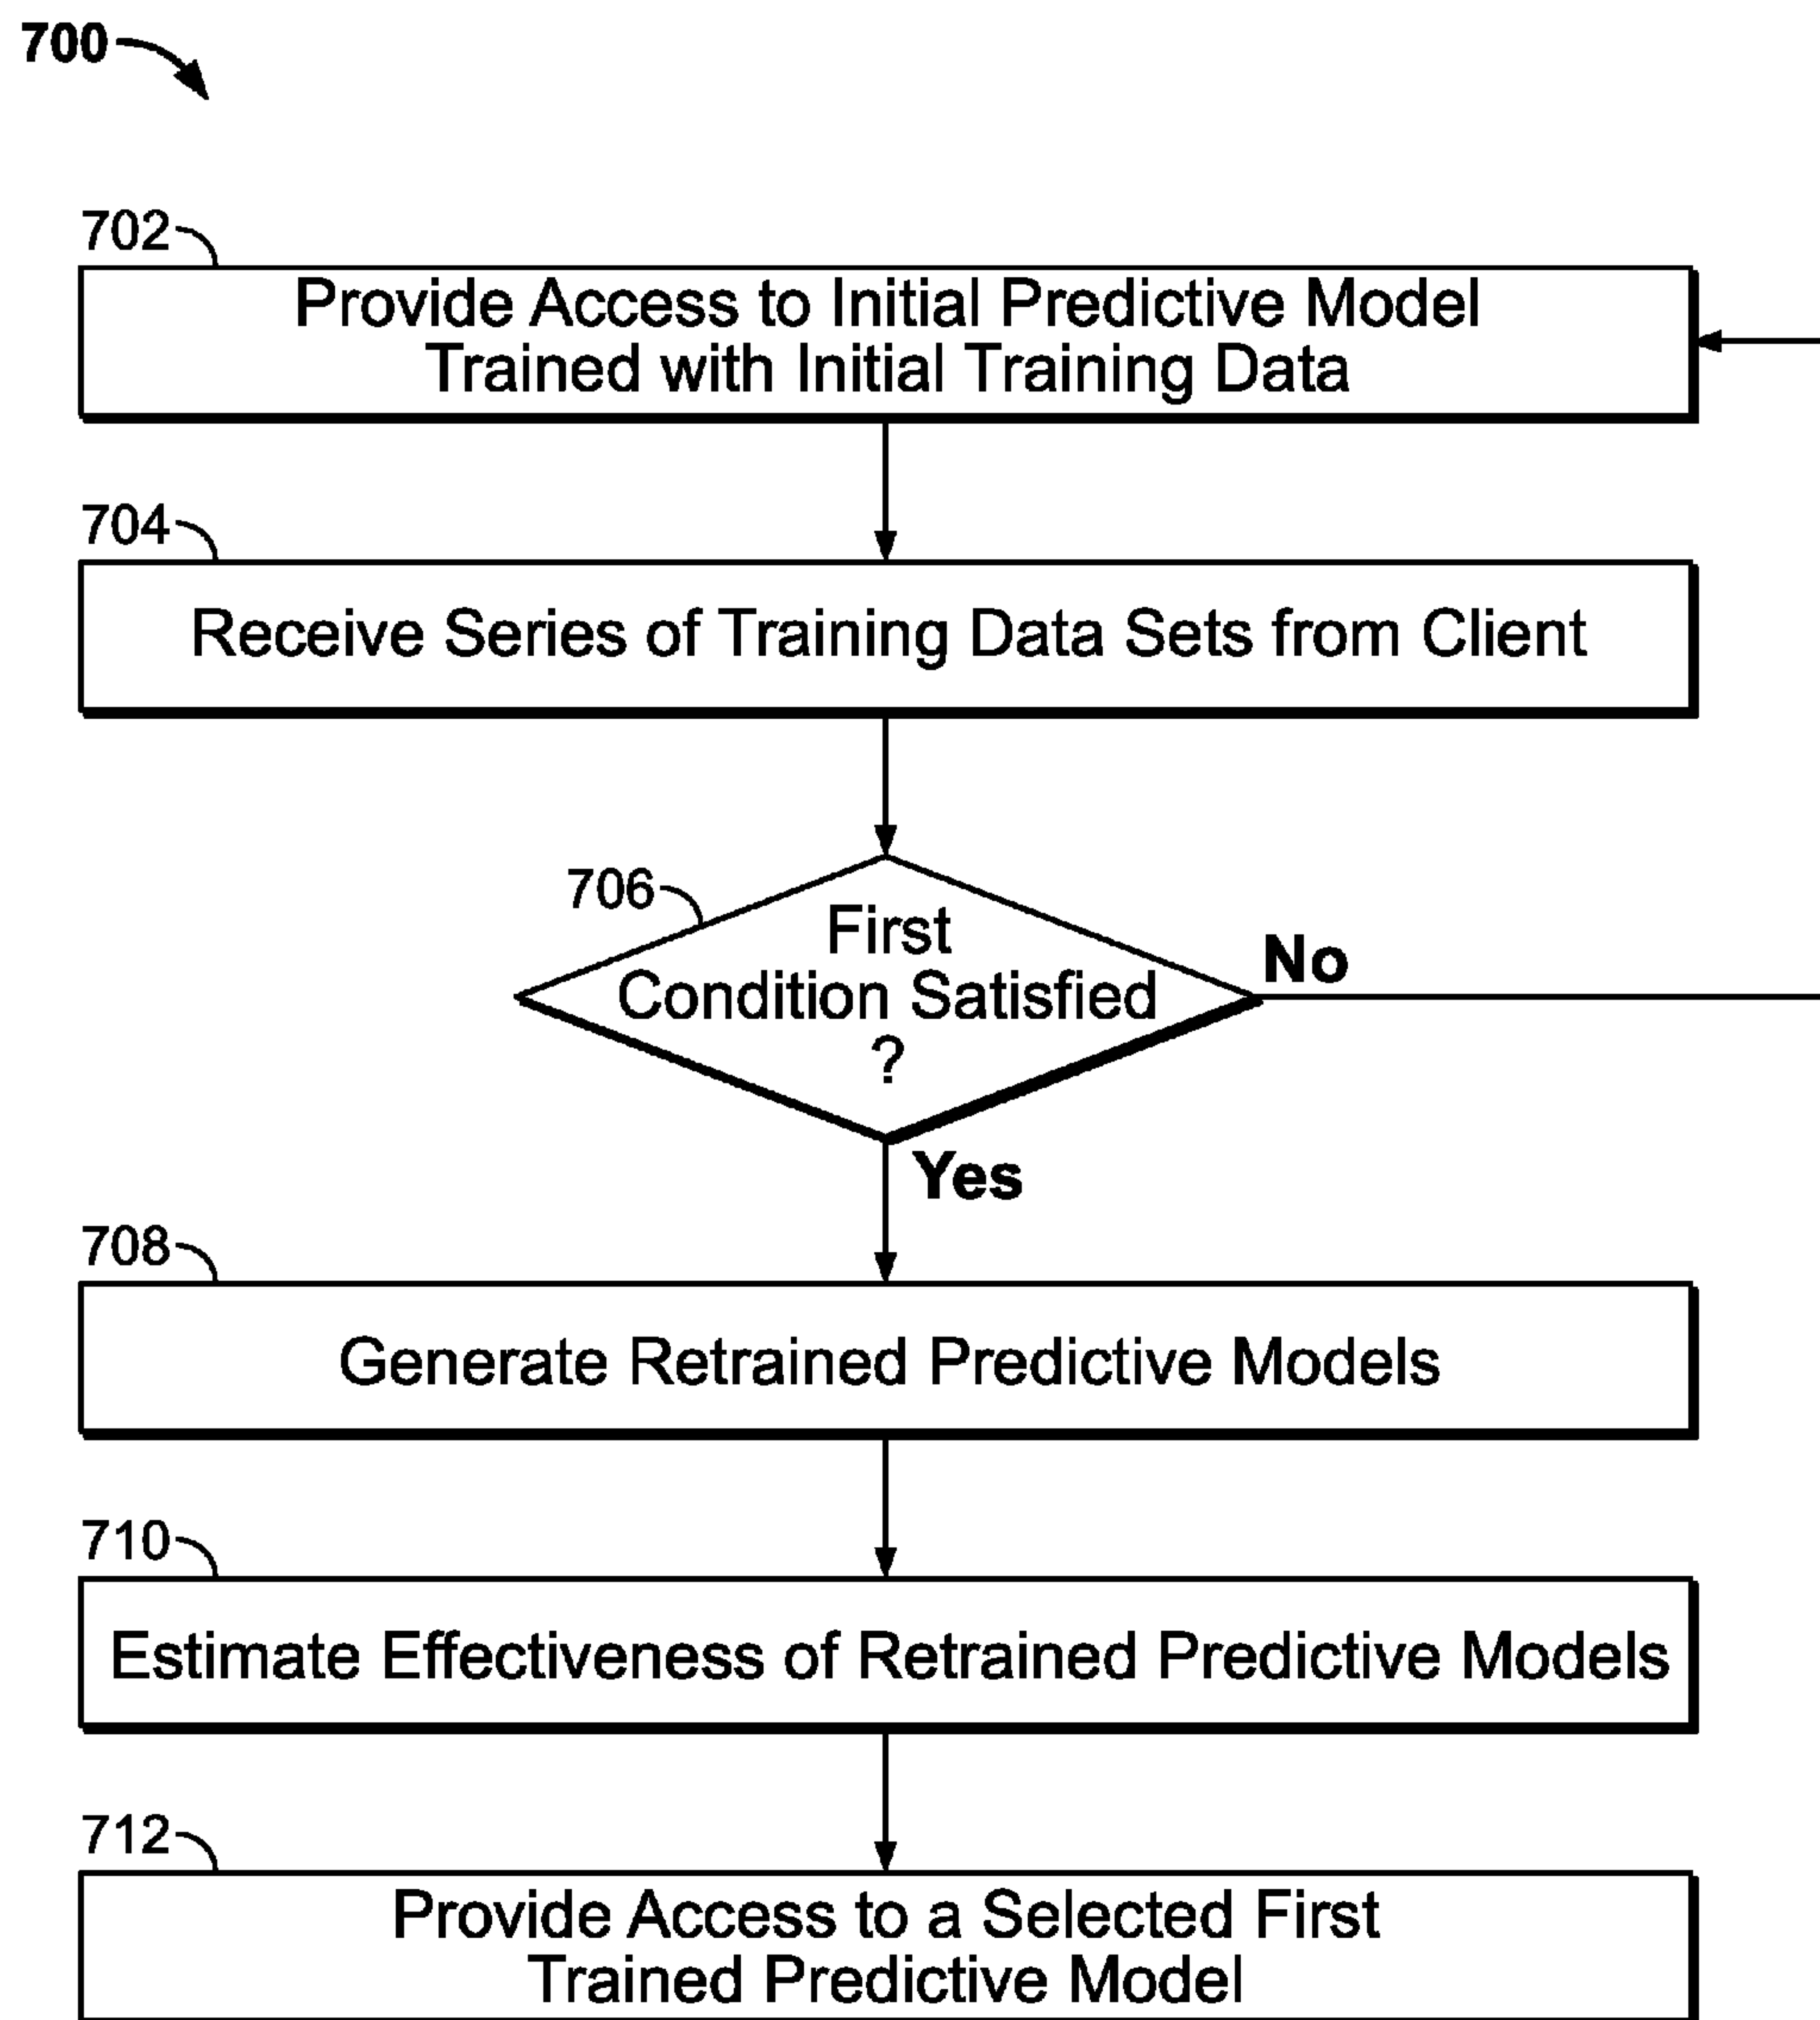 700
702
Provide Access to Initial Predictive Model
Trained with Initial Training Data
704
Receive Series of Training Data Sets from Client
706
First
Condition Satisfied
?
No
Yes
708
Generate Retrained Predictive Models
710
Estimate Effectiveness of Retrained Predictive Models
712
Provide Access to a Selected First
Trained Predictive Model